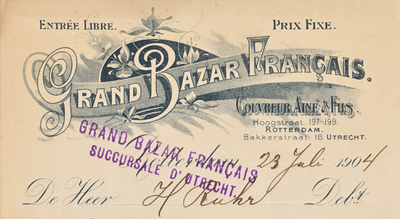 ENTRÉE LIBRE. PRIX FIXE.
GRAND BAZAR FRANÇAIS.
COUVREUR AINÉ & FILS,
Hoogstraat 197-199,
ROTTERDAM.
Bakkerstraat 16, UTRECHT.
GRAND BAZAR FRANÇAIS
SUCCURSALE D'UTRECHT.
23 Juli 1904
De Heer H Ruhr Debt